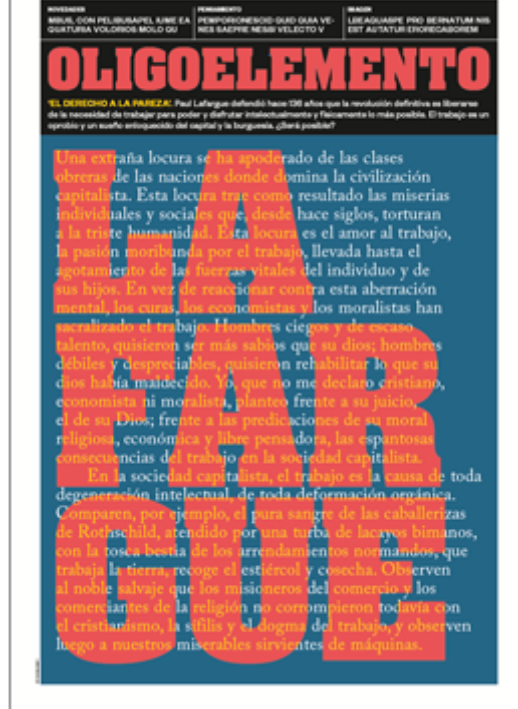 NOVEDADES
MIBUS, CON PELIBUSAPEL IUME EA
QUATURIA VOLORIOS MOLO QU
PENSAMIENTO
PEMPORIONESCIO QUID QUIA VE-
NES SAEPRE NESSI VELECTO V
IMAGEN
LBEAQUASPE PRO BERNATUM NIS
EST AUTATUR ERORECABOREM
OLIGOELEMENTO
'EL DERECHO A LA PAREZA'. Paul Lafargue defendió hace 136 años que la revolución definitiva es liberarse
de la necesidad de trabajar para poder y disfrutar intelectualmente y físicamente lo más posible. El trabajo es un
oprobio y un sueño enloquecido del capital y la burguesía. ¿Será posible?
LA
FAR
GUE
Una extraña locura se ha apoderado de las clases
obreras de las naciones donde domina la civilización
capitalista. Esta locura trae como resultado las miserias
individuales y sociales que, desde hace siglos, torturan
a la triste humanidad. Esta locura es el amor al trabajo,
la pasión moribunda por el trabajo, llevada hasta el
agotamiento de las fuerzas vitales del individuo y de
sus hijos. En vez de reaccionar contra esta aberración
mental, los curas, los economistas y los moralistas han
sacralizado el trabajo. Hombres ciegos y de escaso
talento, quisieron ser más sabios que su dios; hombres
débiles y despreciables, quisieron rehabilitar lo que su
dios había maldecido. Yo, que no me declaro cristiano,
economista ni moralista, planteo frente a su juicio,
el de su Dios; frente a las predicaciones de su moral
religiosa, económica y libre pensadora, las espantosas
consecuencias del trabajo en la sociedad capitalista.
En la sociedad capitalista, el trabajo es la causa de toda
degeneración intelectual, de toda deformación orgánica.
Comparen, por ejemplo, el pura sangre de las caballerizas
de Rothschild, atendido por una turba de lacayos bimanos,
con la tosca bestia de los arrendamientos normandos, que
trabaja la tierra, recoge el estiércol y cosecha. Observen
al noble salvaje que los misioneros del comercio y los
comerciantes de la religión no corrompieron todavía con
el cristianismo, la sífilis y el dogma del trabajo, y observen
luego a nuestros miserables sirvientes de máquinas.